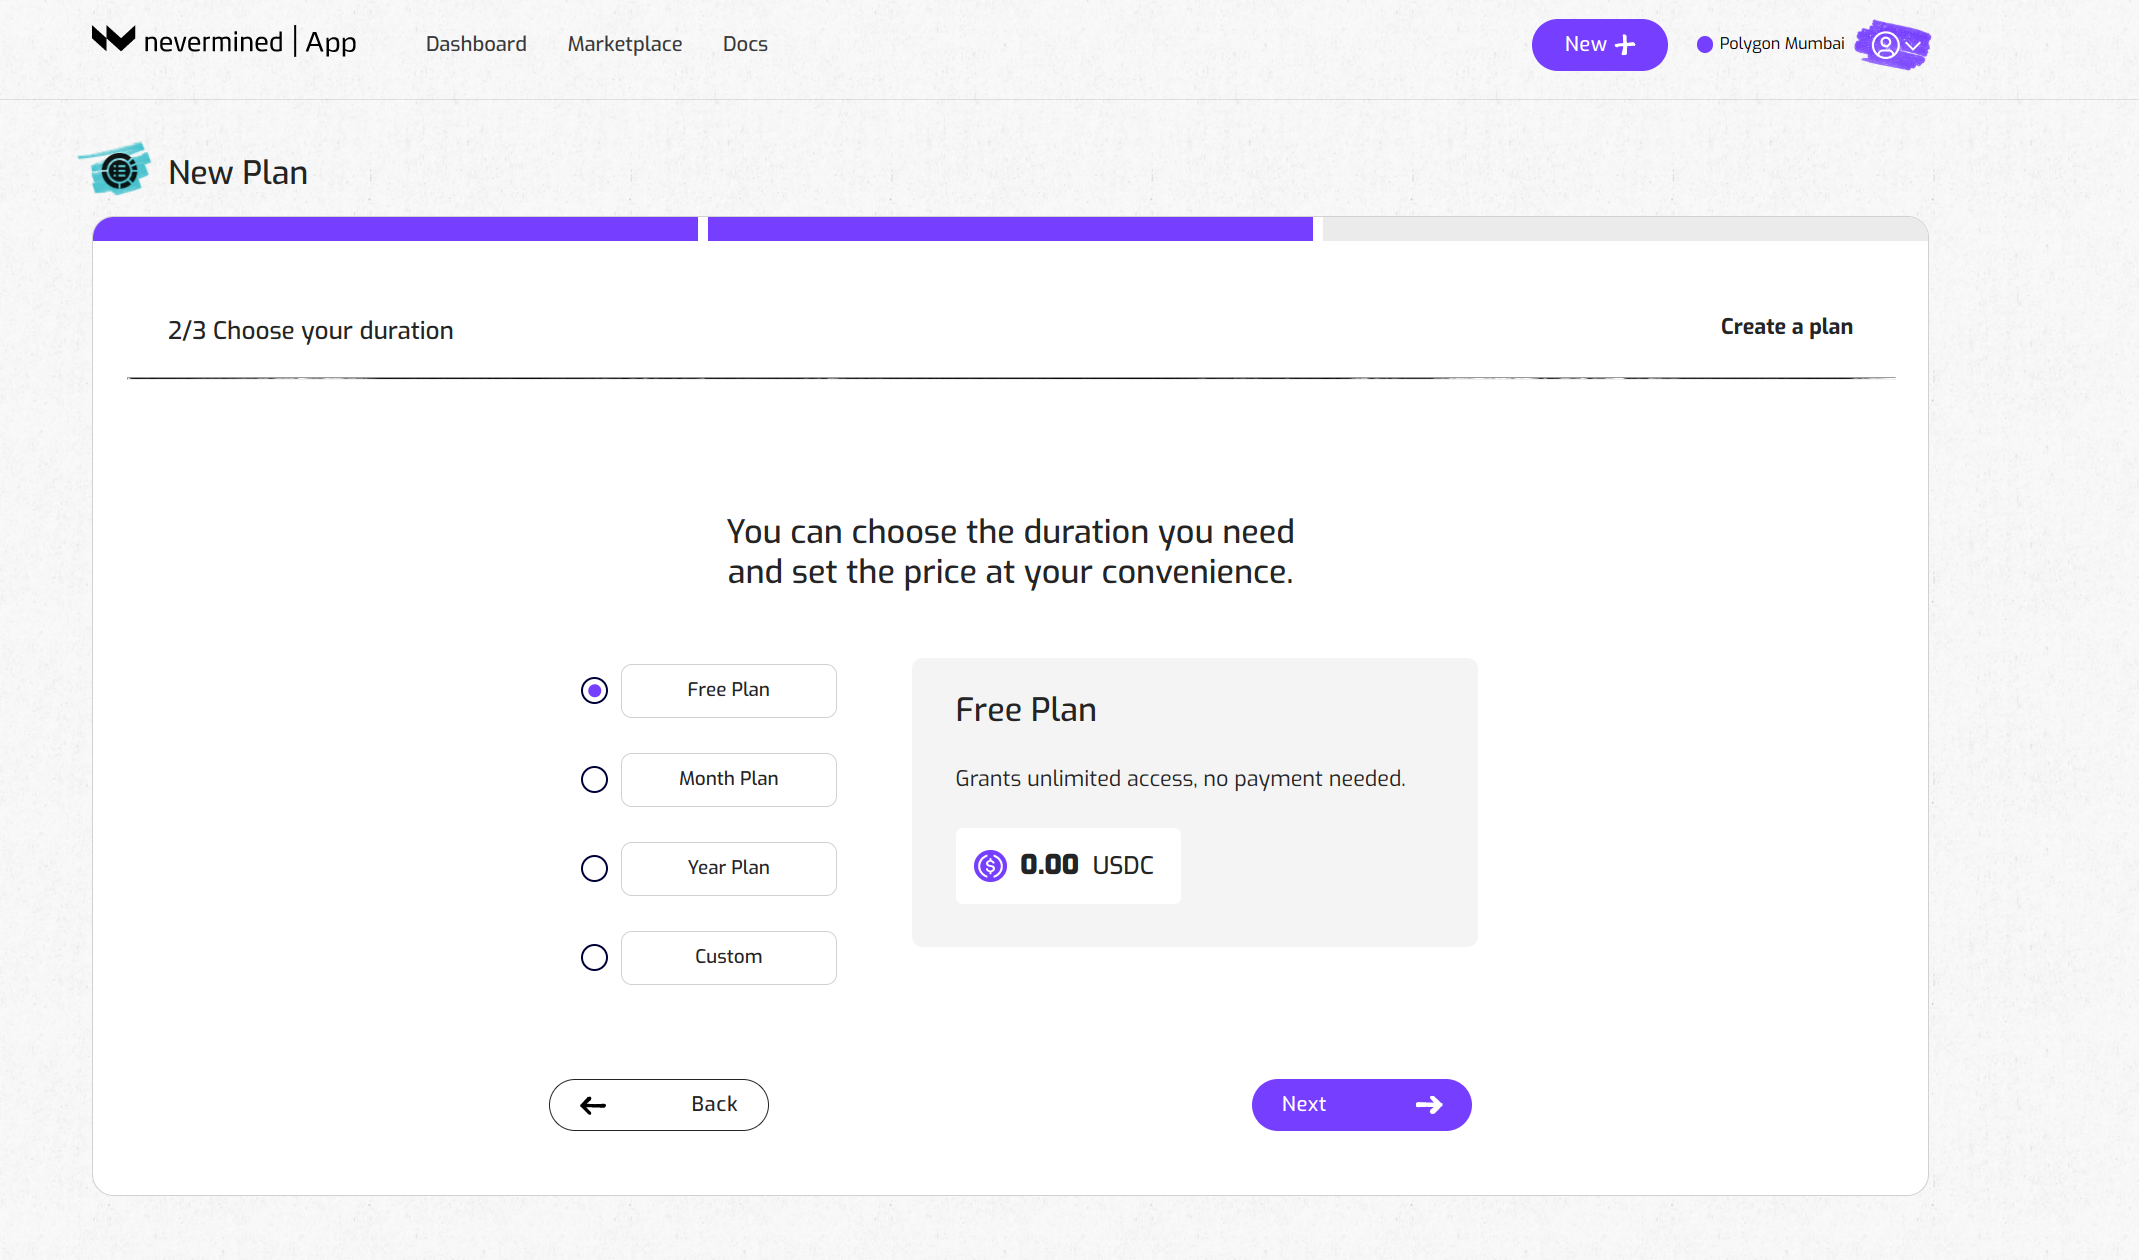 nevermined | App
Dashboard
Marketplace
Docs
New
Polygon Mumbai
New Plan
2/3 Choose your duration
Create a plan
You can choose the duration you need
and set the price at your convenience.
Free Plan
Month Plan
Year Plan
Custom
Free Plan
Grants unlimited access, no payment needed.
0.00 USDC
Back
Next